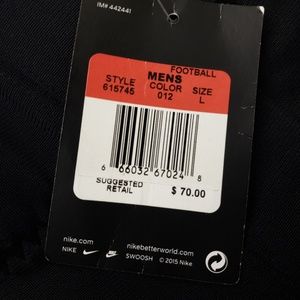 IM# 442441
FOOTBALL
STYLE MENS SIZE
615745 COLOR L
012
6 66032 67024 8
SUGGESTED
RETAIL $ 70.00
nike.com nikebetterworld.com
NIKE SWOOSH © 2015 Nike